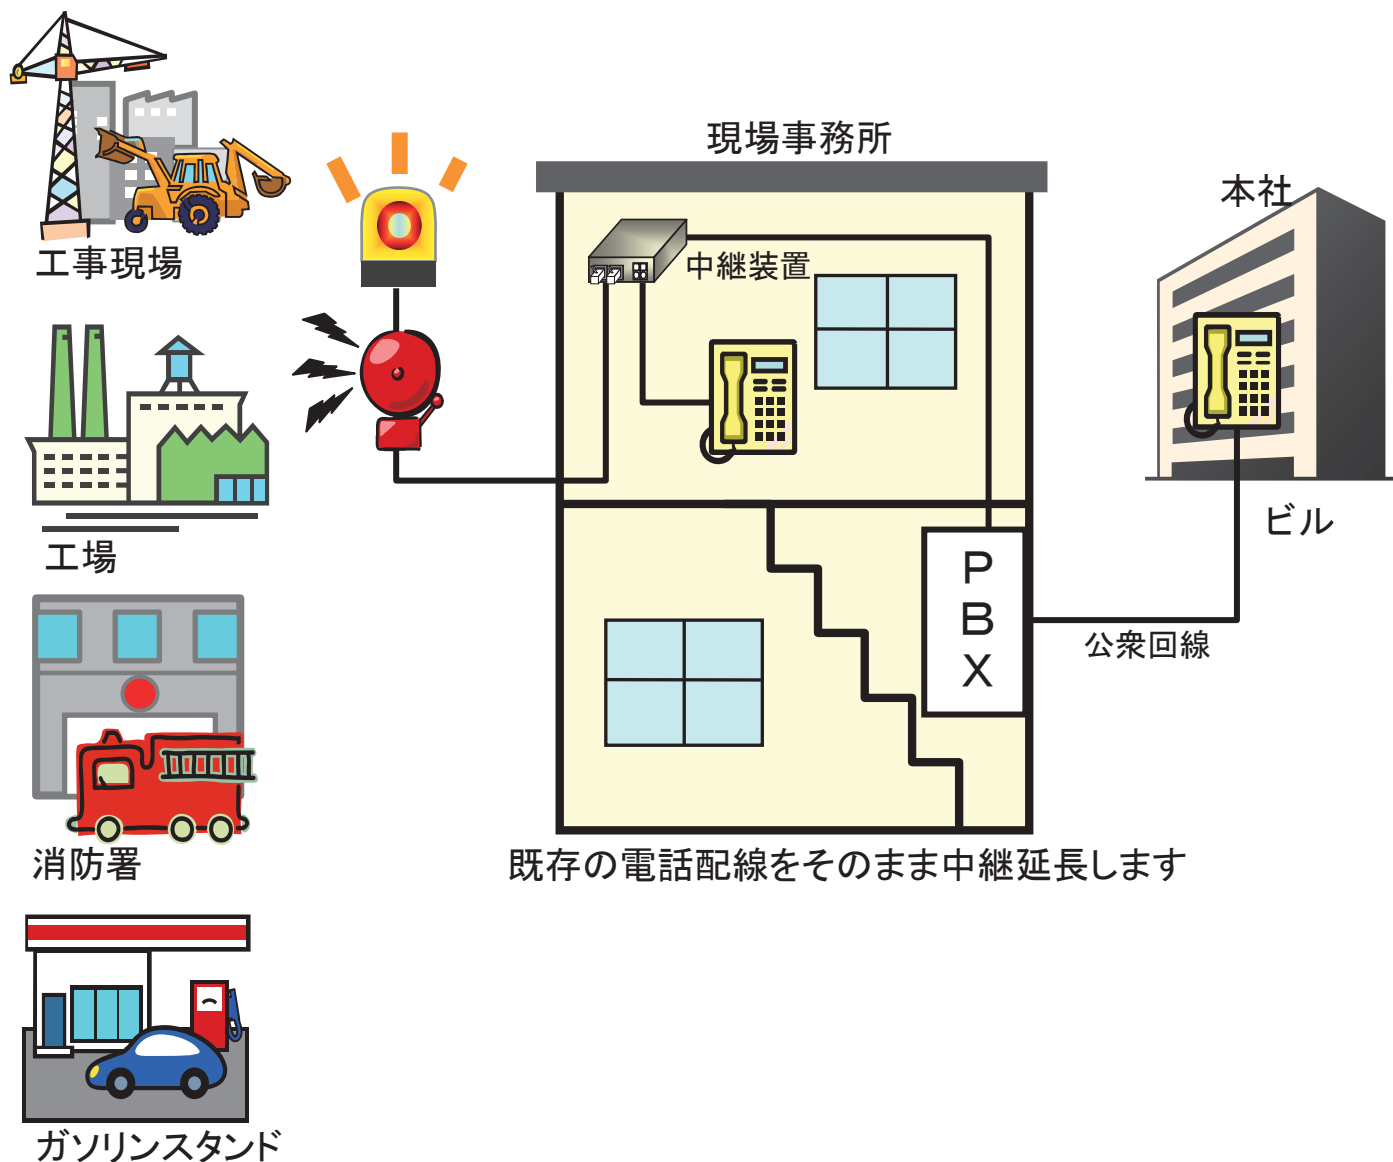 現場事務所
本社
工事現場
中継装置
ビル
工場
PBX
公衆回線
消防署
既存の電話配線をそのまま中継延長します
ガソリンスタンド